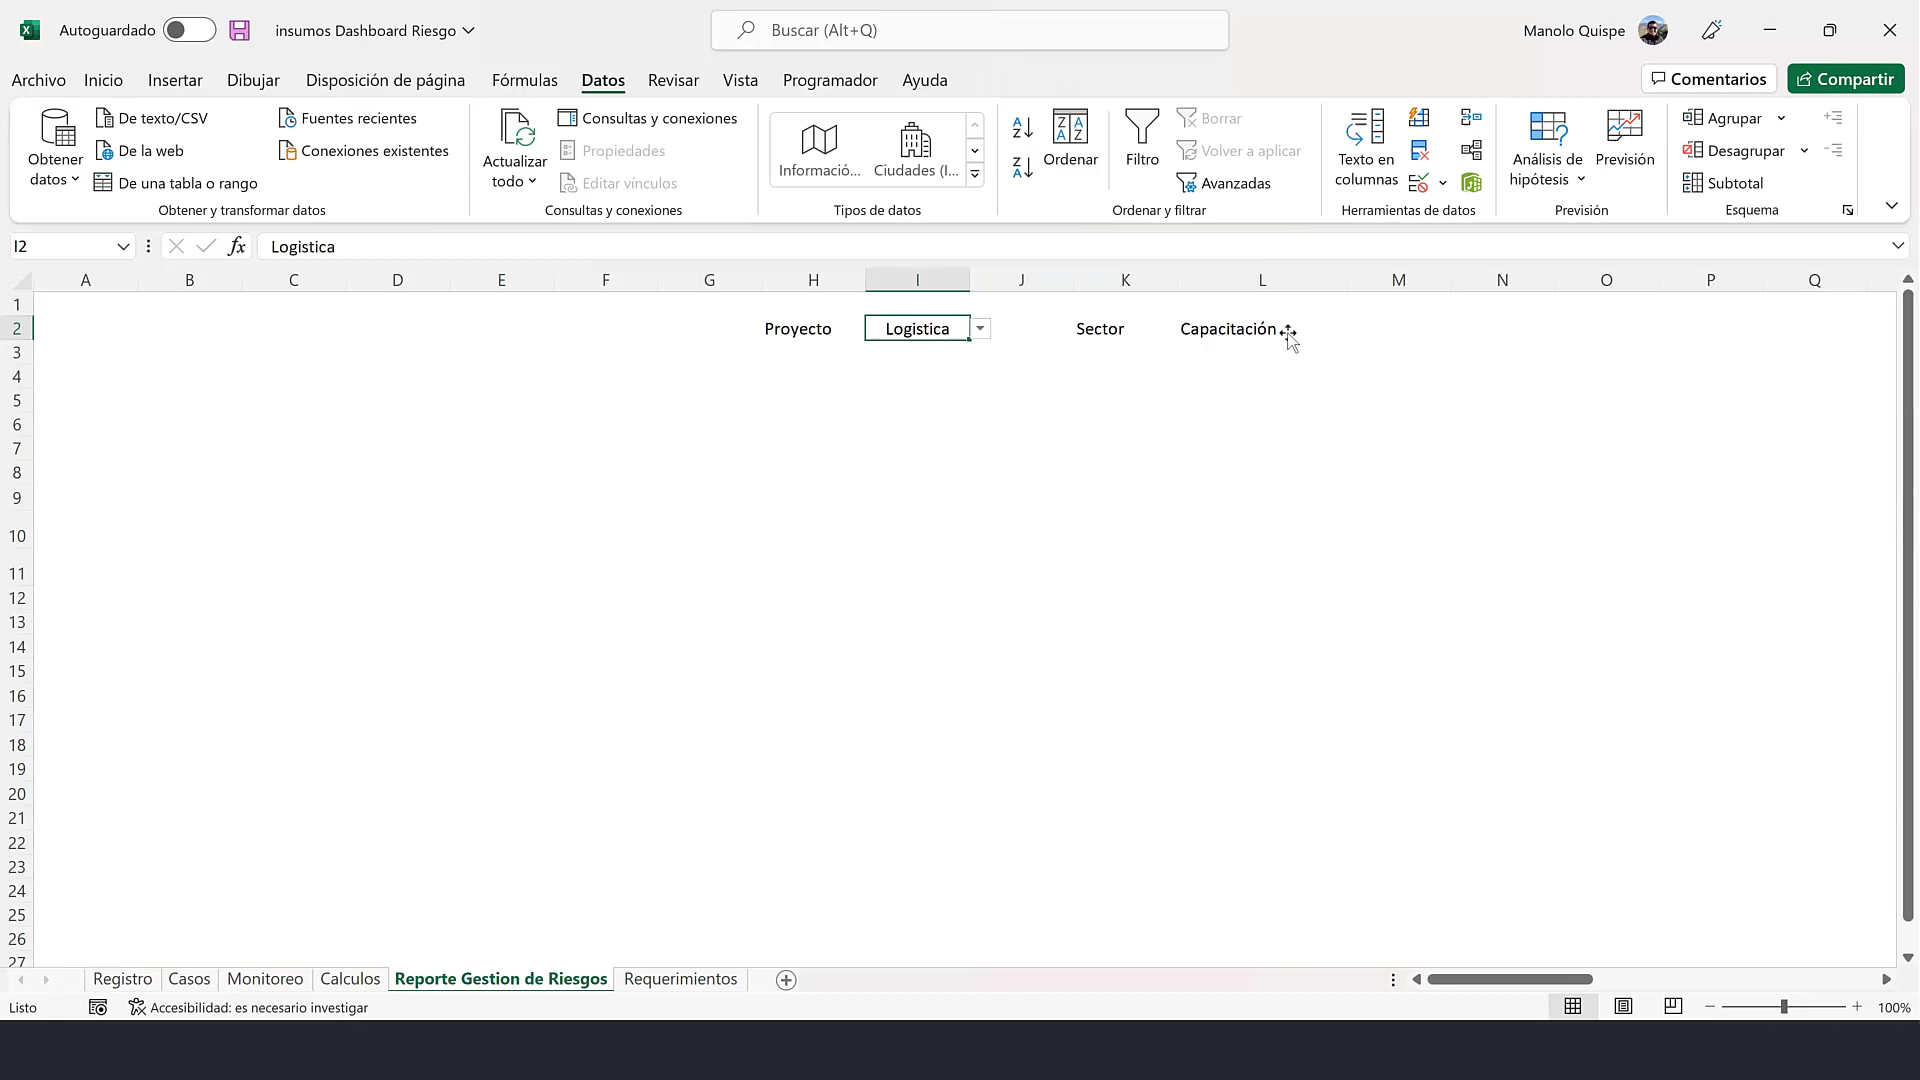 Autoguardado insumos Dashboard Riesgo Buscar (Alt+Q) Manolo Quispe
Archivo Inicio Insertar Dibujar Disposición de página Fórmulas Datos Revisar Vista Programador Ayuda Comentarios Compartir
Obtener datos De texto/CSV De la web De una tabla o rango Fuentes recientes Conexiones existentes
Obtener y transformar datos
Actualizar todo Consultas y conexiones Propiedades Editar vínculos
Consultas y conexiones
Informació... Ciudades (I...
Tipos de datos
Ordenar Filtro Borrar Volver a aplicar Avanzadas
Ordenar y filtrar
Texto en columnas
Herramientas de datos
Análisis de hipótesis Previsión
Previsión
Agrupar Desagrupar Subtotal
Esquema
I2 fx Logistica
A B C D E F G H I J K L M N O P Q
1
2 Proyecto Logistica Sector Capacitación
3
4
5
6
7
8
9
10
11
12
13
14
15
16
17
18
19
20
21
22
23
24
25
26
27
Registro Casos Monitoreo Calculos Reporte Gestion de Riesgos Requerimientos
Listo Accesibilidad: es necesario investigar 100%